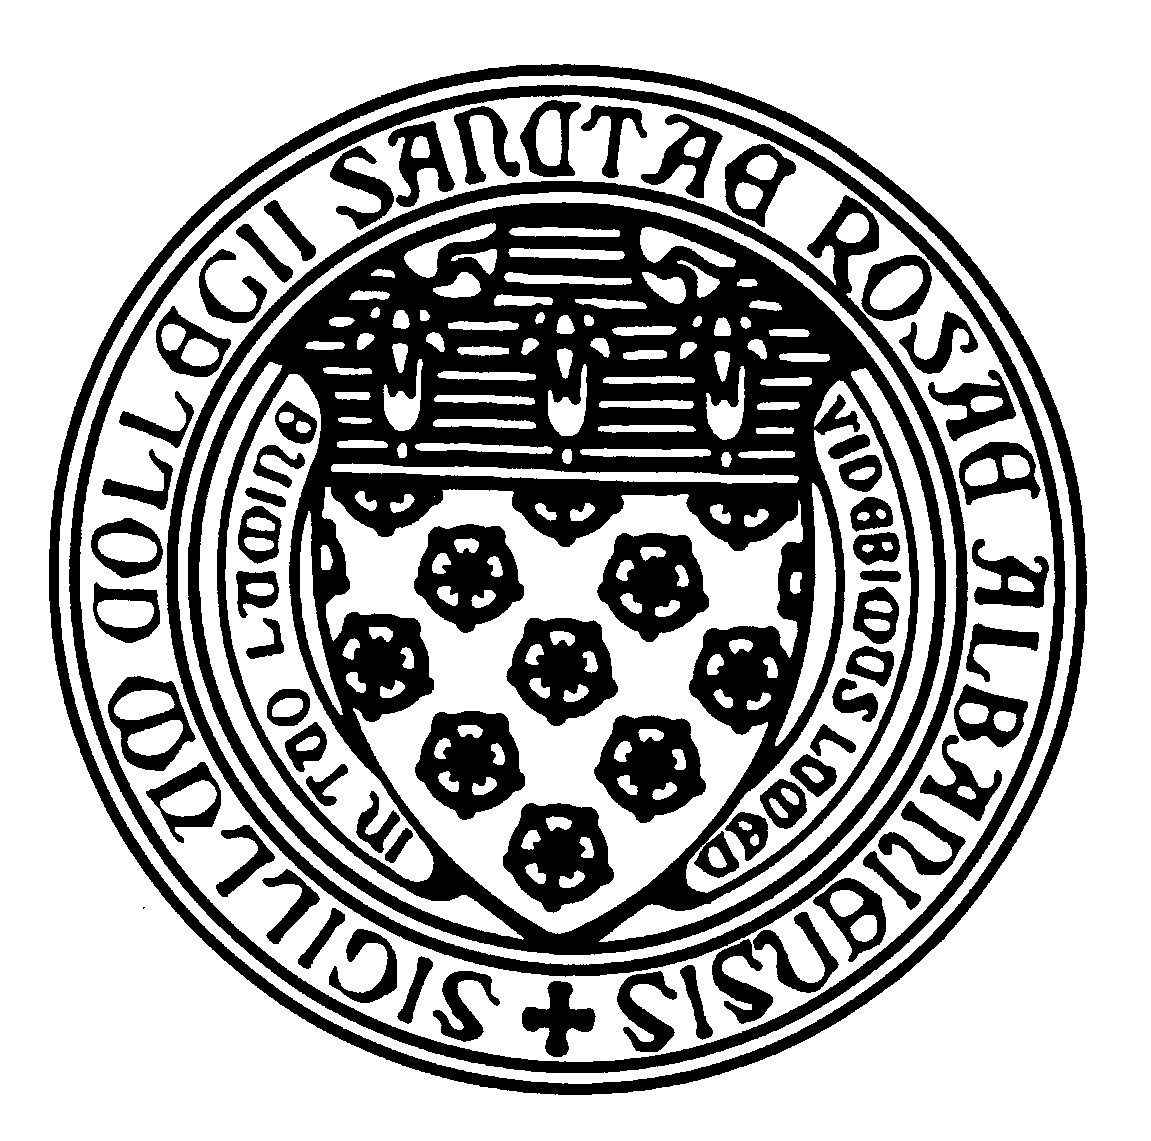 ✠ SIGILLUM COLLEGII SANCTAE ROSAE ALBANIENSIS
IN TUO LUMINE
VIDEBIMUS LUMEN